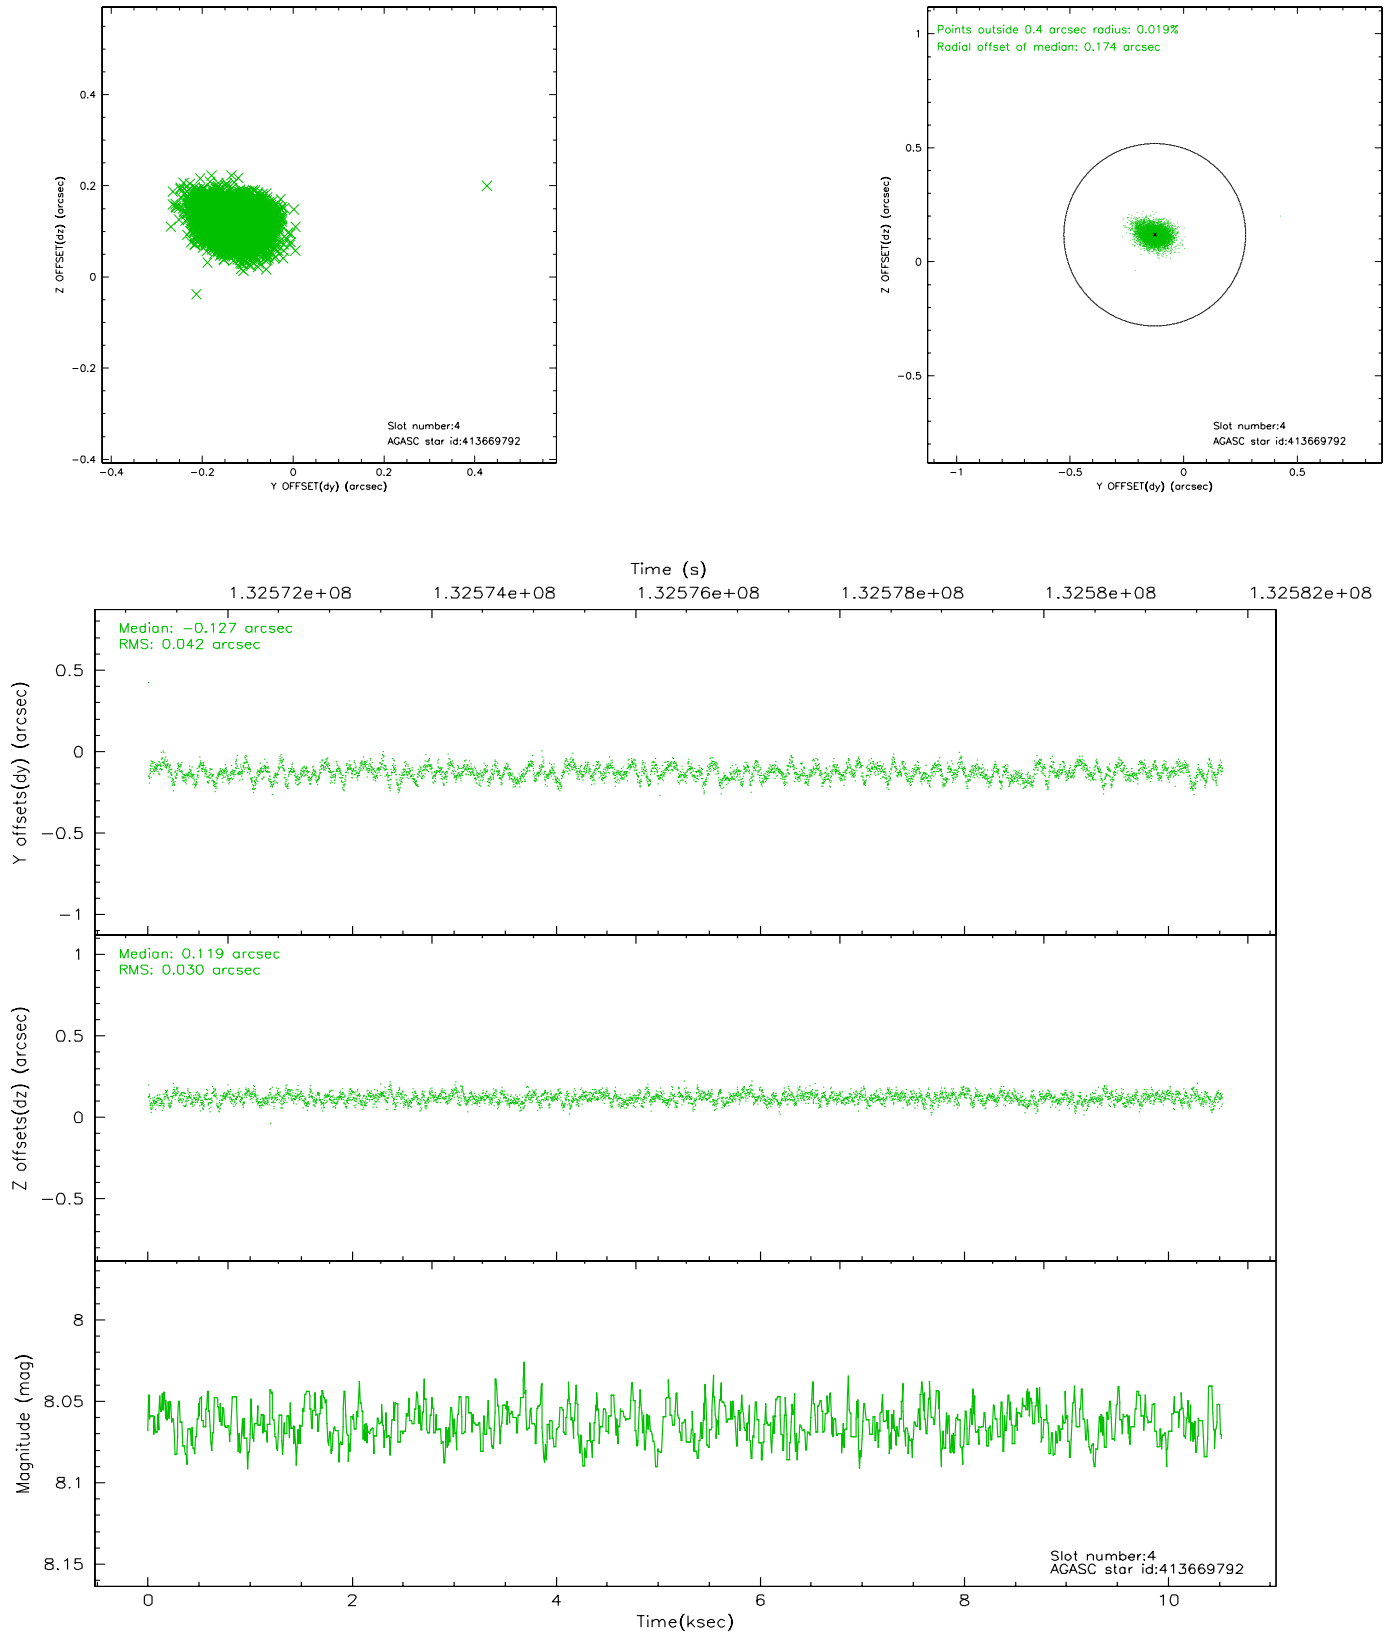 0.4
0.2
0
−0.2
−0.4
Z OFFSET(dz) (arcsec)
Slot number:4
AGASC star id:413669792
−0.4 −0.2 0 0.2 0.4
Y OFFSET(dy) (arcsec)
Points outside 0.4 arcsec radius: 0.019%
Radial offset of median: 0.174 arcsec
1
0.5
0
−0.5
Z OFFSET(dz) (arcsec)
Slot number:4
AGASC star id:413669792
−1 −0.5 0 0.5
Y OFFSET(dy) (arcsec)
Time (s)
1.32572e+08 1.32574e+08 1.32576e+08 1.32578e+08 1.3258e+08 1.32582e+08
Median: −0.127 arcsec
RMS: 0.042 arcsec
0.5
0
−0.5
−1
Y offsets(dy) (arcsec)
Median: 0.119 arcsec
RMS: 0.030 arcsec
1
0.5
0
−0.5
Z offsets(dz) (arcsec)
8
8.05
8.1
8.15
Magnitude (mag)
Slot number:4
AGASC star id:413669792
0 2 4 6 8 10
Time(ksec)